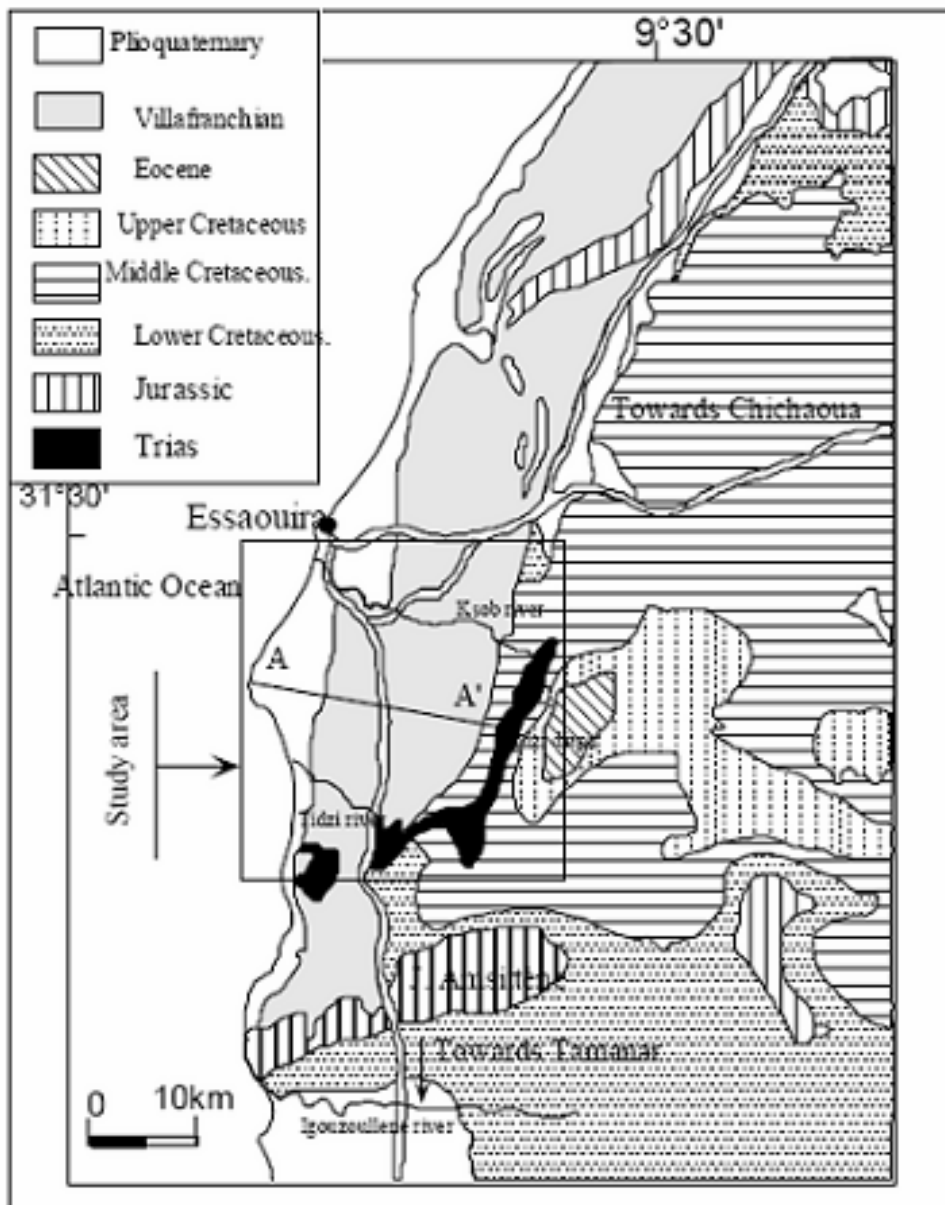 Plioquaternary
9°30'
Villafranchian
Eocene
Upper Cretaceous
Middle Cretaceous.
Lower Cretaceous.
Jurassic
Trias
Towards Chichaoua
31°30'
Essaouira
Atlantic Ocean
Ksob river
A
A'
Study area
Tidzi river
Towards Tamanar
0 10km
Igouzoullene river